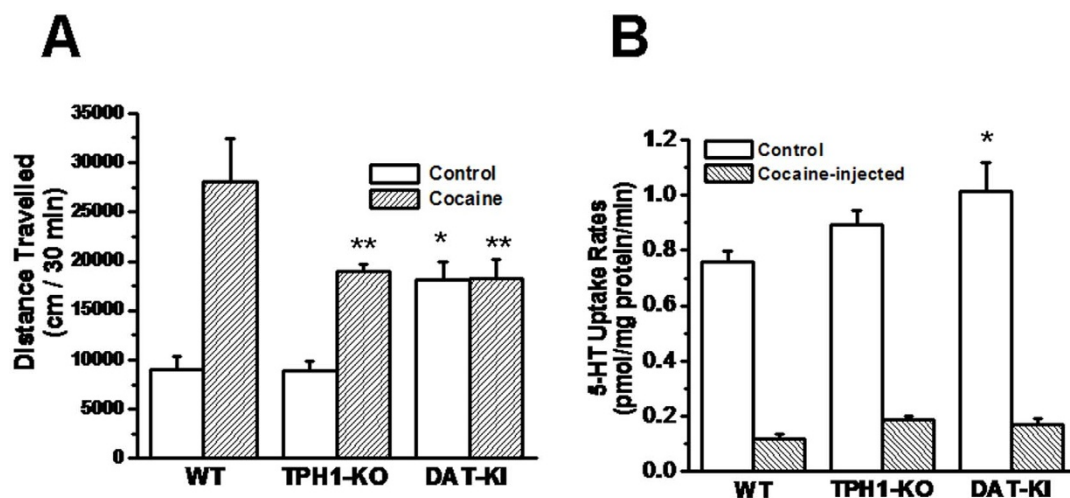 A
Distance Travelled
(cm / 30 min)
35000
30000
25000
20000
15000
10000
5000
0
Control
Cocaine
**
*
**
WT
TPH1-KO
DAT-KI
B
5-HT Uptake Rates
(pmol/mg protein/min)
1.2
1.0
0.8
0.6
0.4
0.2
0.0
Control
Cocaine-injected
*
WT
TPH1-KO
DAT-KI